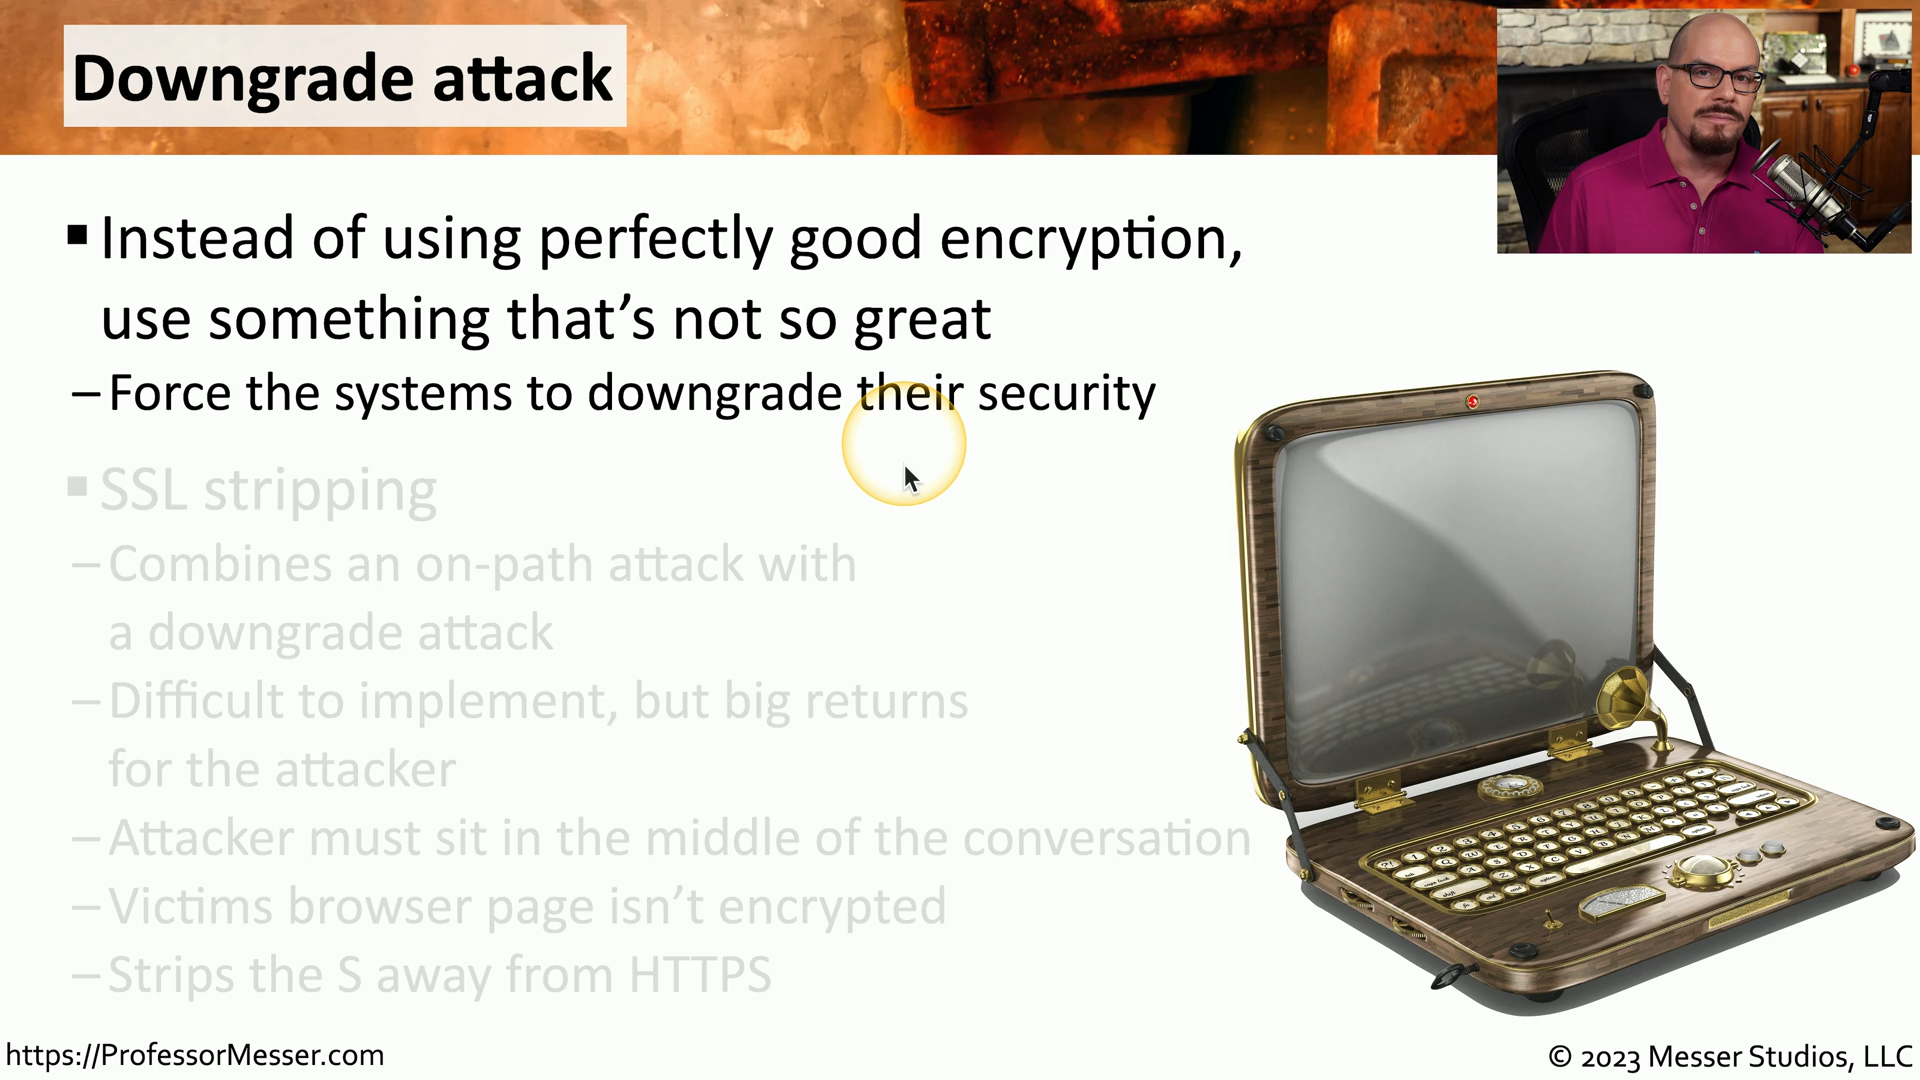 Downgrade attack
▪ Instead of using perfectly good encryption,
use something that's not so great
– Force the systems to downgrade their security
▪ SSL stripping
– Combines an on-path attack with
a downgrade attack
– Difficult to implement, but big returns
for the attacker
– Attacker must sit in the middle of the conversation
– Victims browser page isn't encrypted
– Strips the S away from HTTPS
https://ProfessorMesser.com
© 2023 Messer Studios, LLC